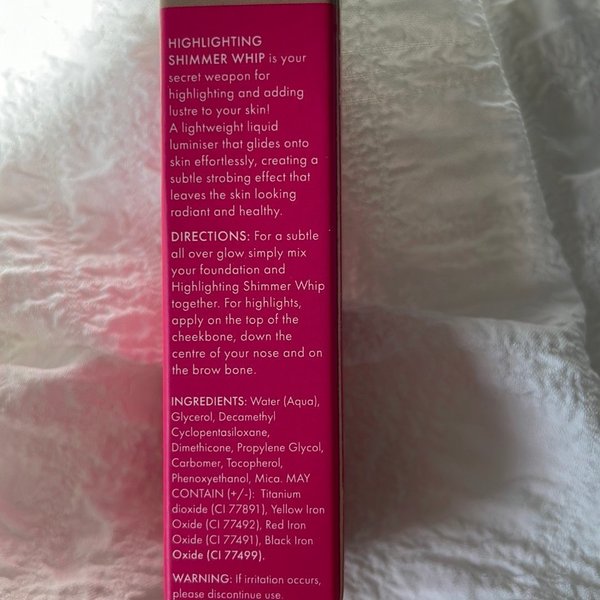 HIGHLIGHTING
SHIMMER WHIP is your
secret weapon for
highlighting and adding
lustre to your skin!
A lightweight liquid
luminiser that glides onto
skin effortlessly, creating a
subtle strobing effect that
leaves the skin looking
radiant and healthy.
DIRECTIONS: For a subtle
all over glow simply mix
your foundation and
Highlighting Shimmer Whip
together. For highlights,
apply on the top of the
cheekbone, down the
centre of your nose and on
the brow bone.
INGREDIENTS: Water (Aqua),
Glycerol, Decamethyl
Cyclopentasiloxane,
Dimethicone, Propylene Glycol,
Carbomer, Tocopherol,
Phenoxyethanol, Mica. MAY
CONTAIN (+/-): Titanium
dioxide (CI 77891), Yellow Iron
Oxide (CI 77492), Red Iron
Oxide (CI 77491), Black Iron
Oxide (CI 77499).
WARNING: If irritation occurs,
please discontinue use.